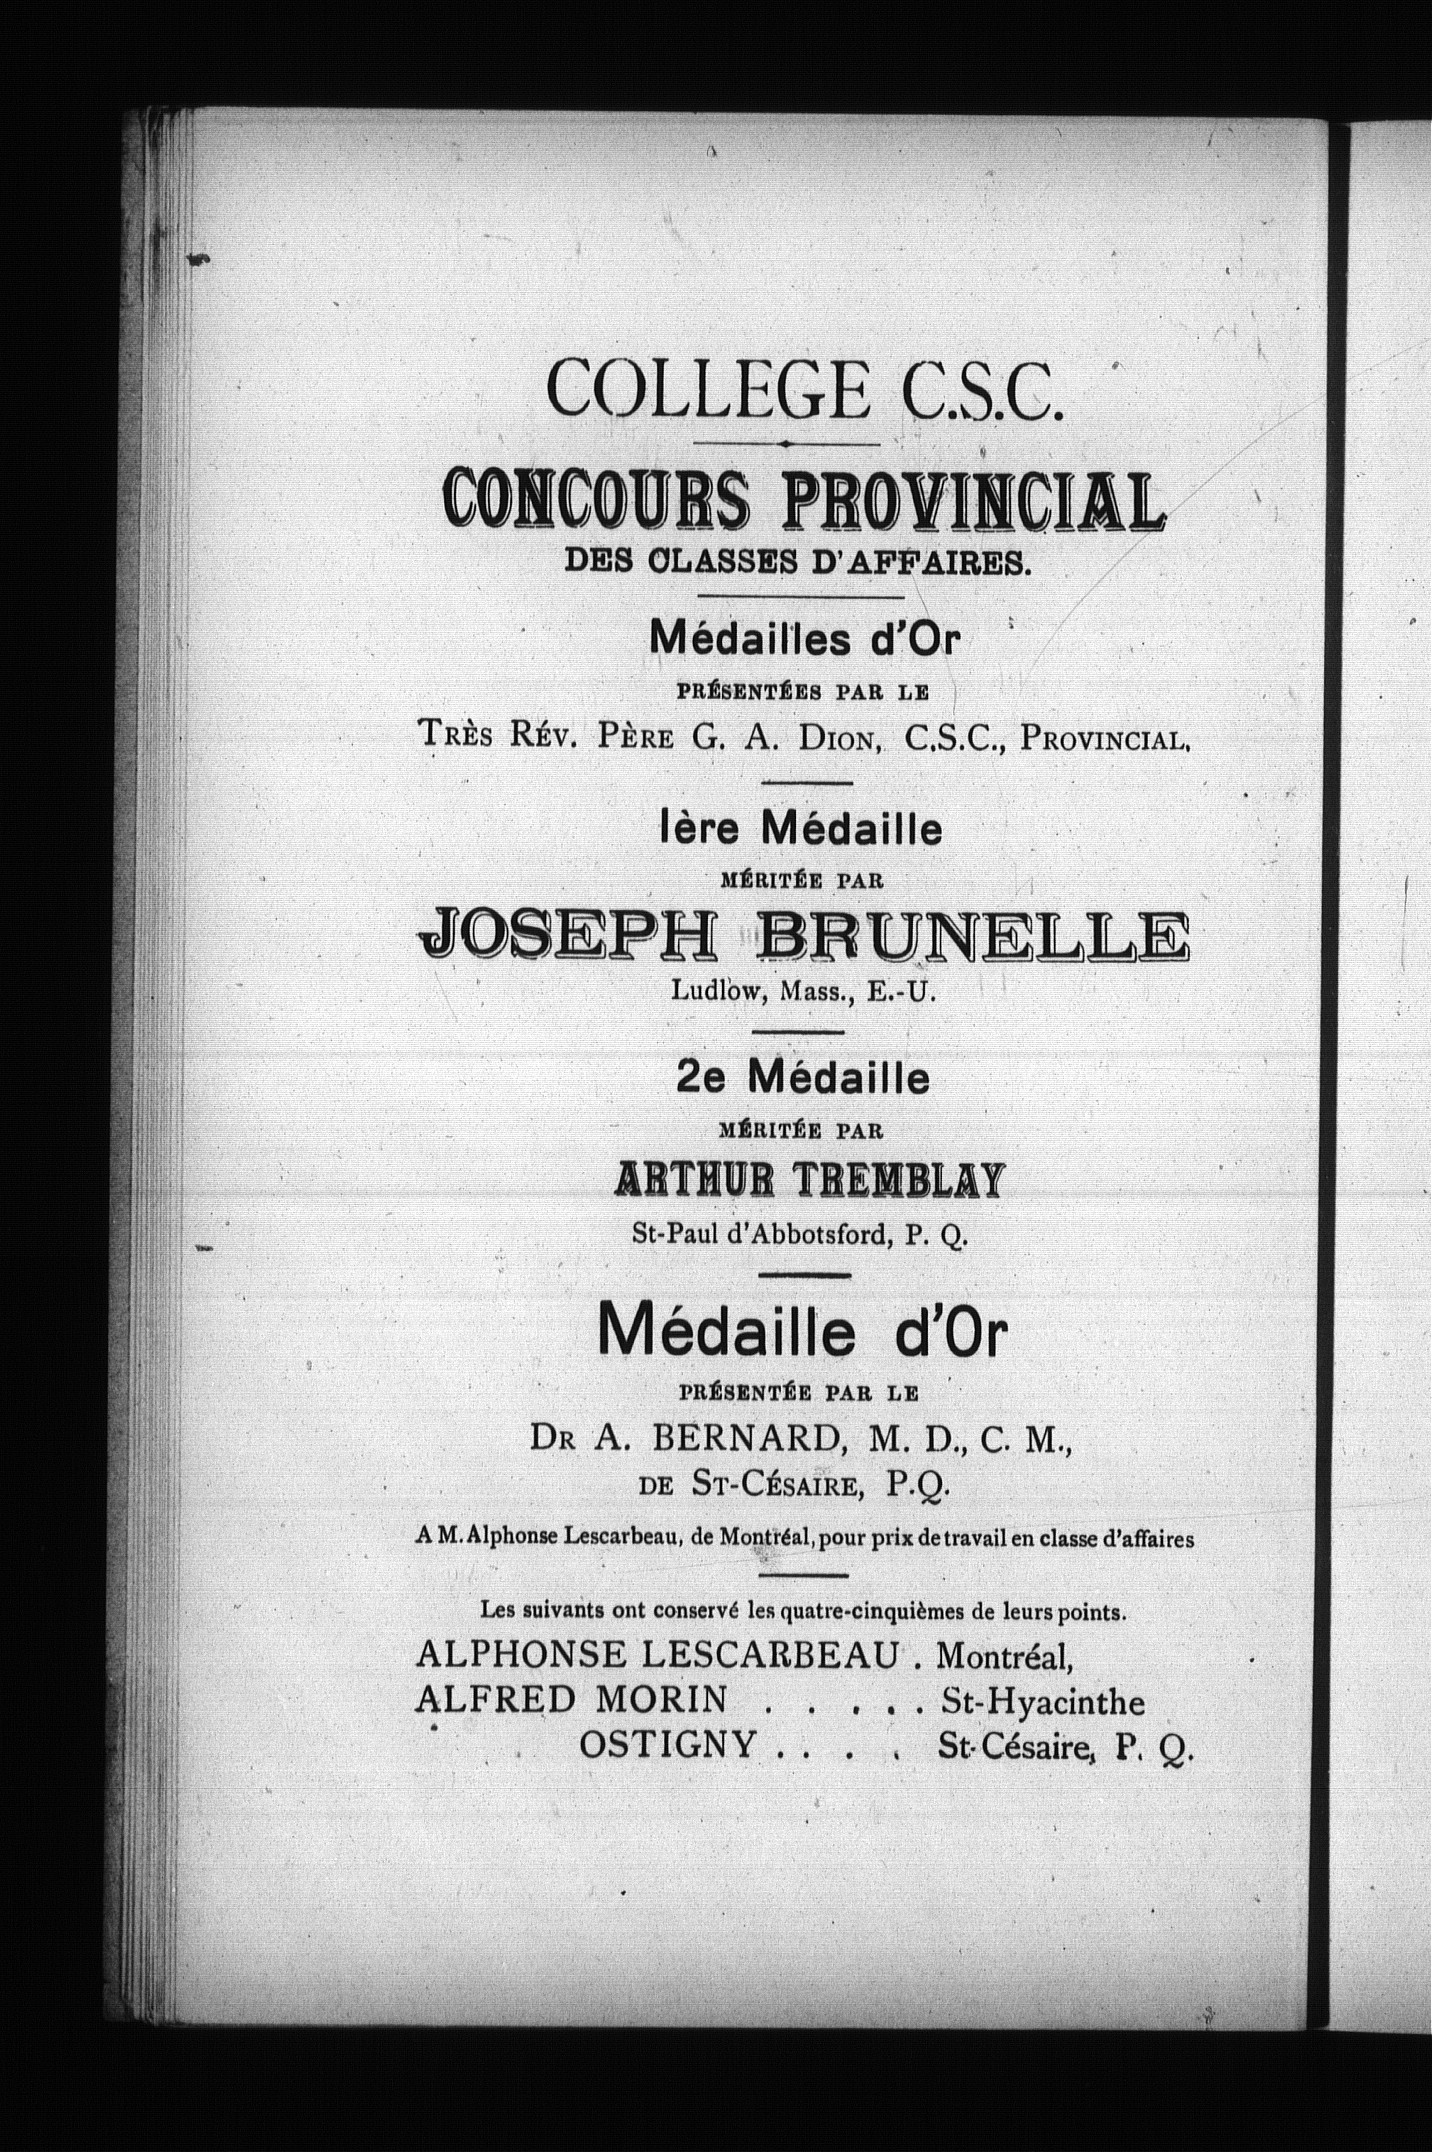 COLLEGE C.S.C.
CONCOURS PROVINCIAL
DES CLASSES D'AFFAIRES.
Médailles d'Or
PRÉSENTÉES PAR LE
TRÈS RÉV. PÈRE G. A. DION, C.S.C., PROVINCIAL.
1ère Médaille
MÉRITÉE PAR
JOSEPH BRUNELLE
Ludlow, Mass., E.-U.
2e Médaille
MÉRITÉE PAR
ARTHUR TREMBLAY
St-Paul d'Abbotsford, P. Q.
Médaille d'Or
PRÉSENTÉE PAR LE
DR A. BERNARD, M. D., C. M.,
DE ST-CÉSAIRE, P.Q.
A M. Alphonse Lescarbeau, de Montréal, pour prix de travail en classe d'affaires
Les suivants ont conservé les quatre-cinquièmes de leurs points.
ALPHONSE LESCARBEAU . Montréal,
ALFRED MORIN . . . . . St-Hyacinthe
OSTIGNY . . . . St-Césaire, P. Q.